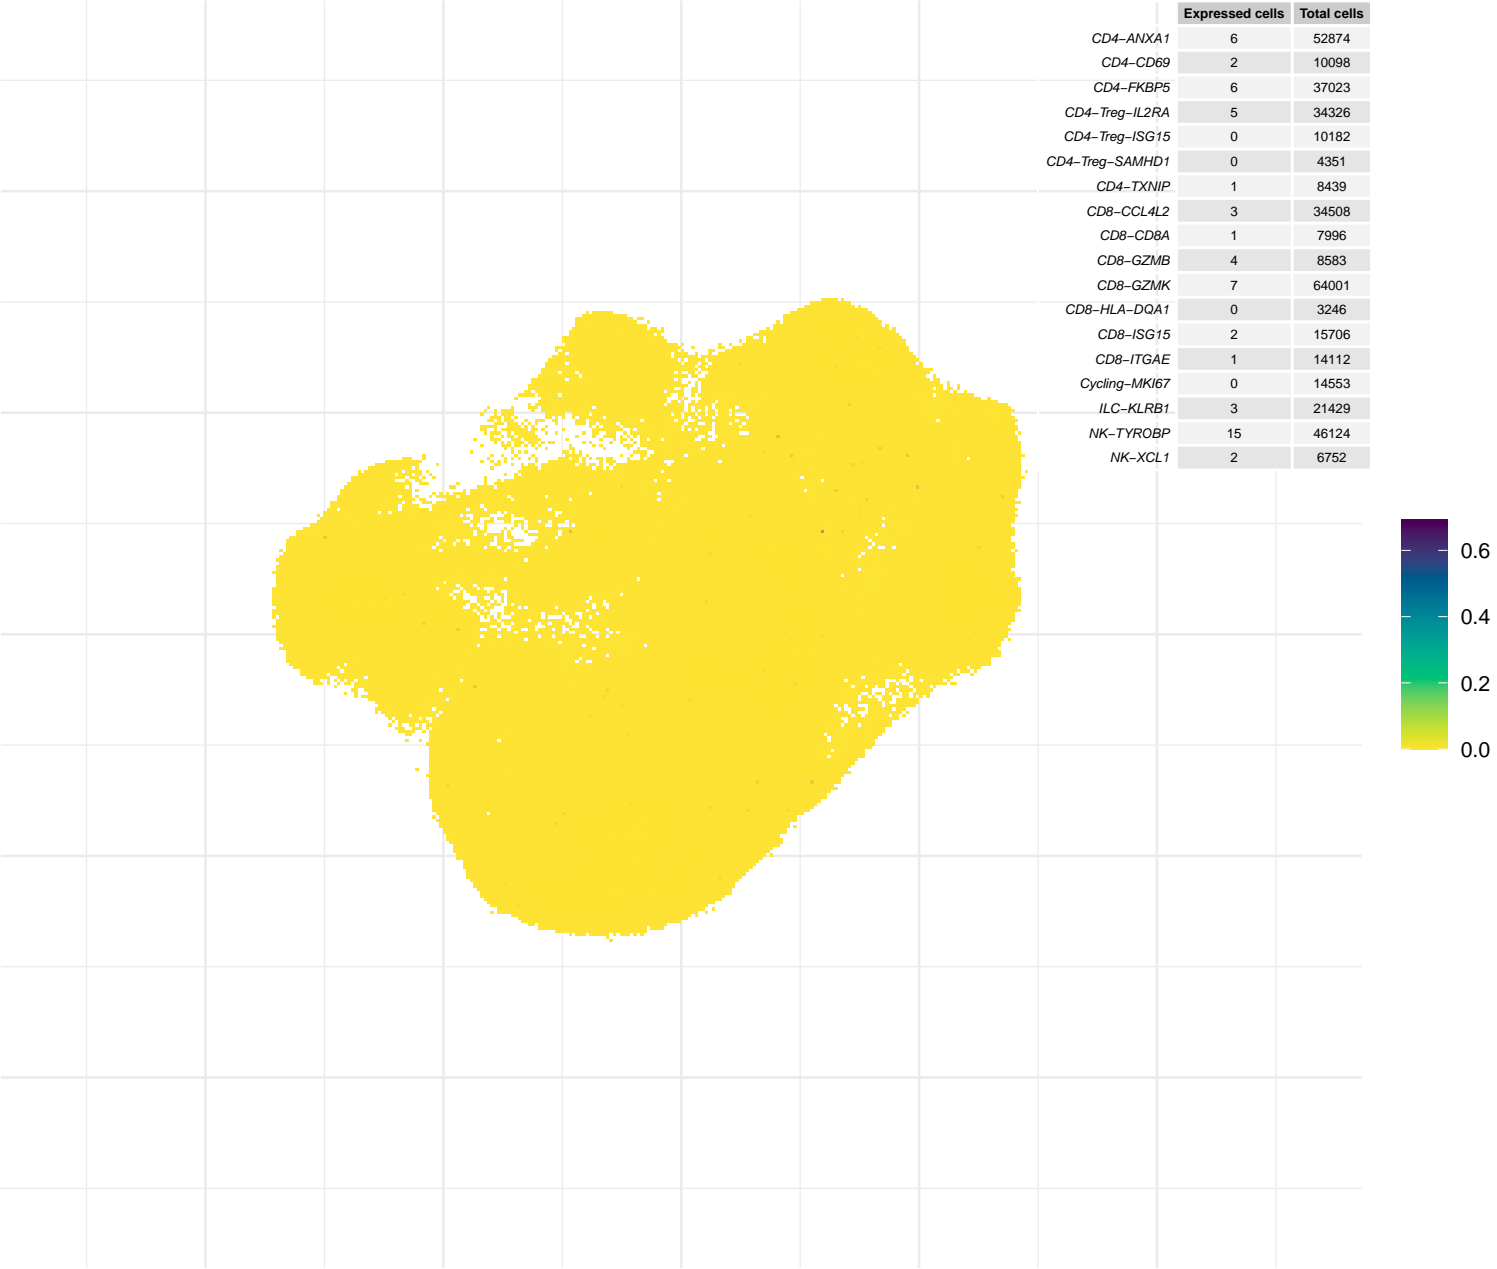 Expressed cells Total cells
CD4−ANXA1 6 52874
CD4−CD69 2 10098
CD4−FKBP5 6 37023
CD4−Treg−IL2RA 5 34326
CD4−Treg−ISG15 0 10182
CD4−Treg−SAMHD1 0 4351
CD4−TXNIP 1 8439
CD8−CCL4L2 3 34508
CD8−CD8A 1 7996
CD8−GZMB 4 8583
CD8−GZMK 7 64001
CD8−HLA−DQA1 0 3246
CD8−ISG15 2 15706
CD8−ITGAE 1 14112
Cycling−MKI67 0 14553
ILC−KLRB1 3 21429
NK−TYROBP 15 46124
NK−XCL1 2 6752
0.6
0.4
0.2
0.0